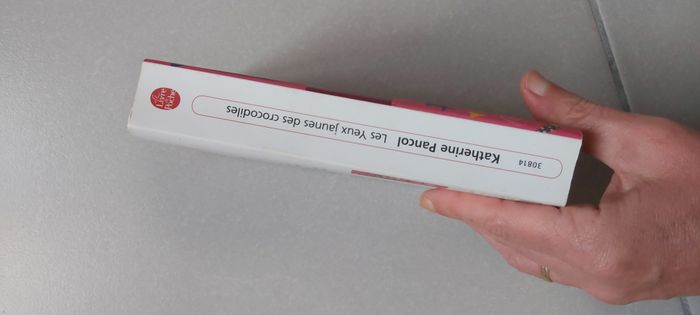 30814
Katherine Pancol Les Yeux jaunes des crocodiles
Le
Livre
de
Poche